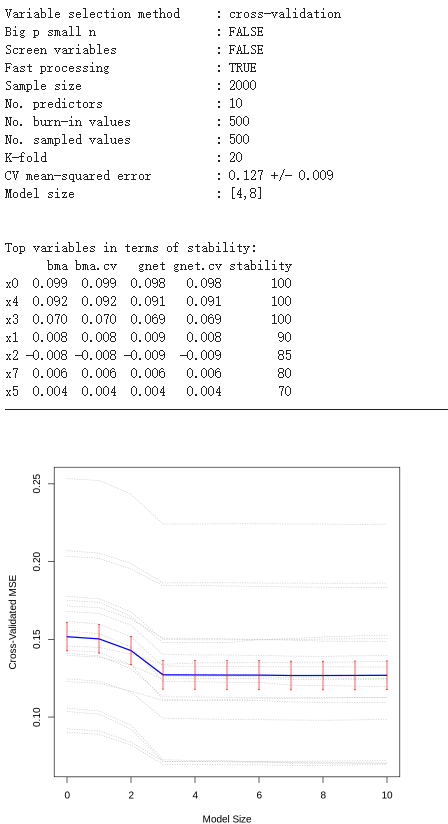 Variable selection method : cross-validation
Big p small n : FALSE
Screen variables : FALSE
Fast processing : TRUE
Sample size : 2000
No. predictors : 10
No. burn-in values : 500
No. sampled values : 500
K-fold : 20
CV mean-squared error : 0.127 +/- 0.009
Model size : [4,8]
Top variables in terms of stability:
bma bma.cv gnet gnet.cv stability
x0 0.099 0.099 0.098 0.098 100
x4 0.092 0.092 0.091 0.091 100
x3 0.070 0.070 0.069 0.069 100
x1 0.008 0.008 0.009 0.008 90
x2 -0.008 -0.008 -0.009 -0.009 85
x7 0.006 0.006 0.006 0.006 80
x5 0.004 0.004 0.004 0.004 70
0.25
0.20
0.15
0.10
Cross-Validated MSE
0 2 4 6 8 10
Model Size